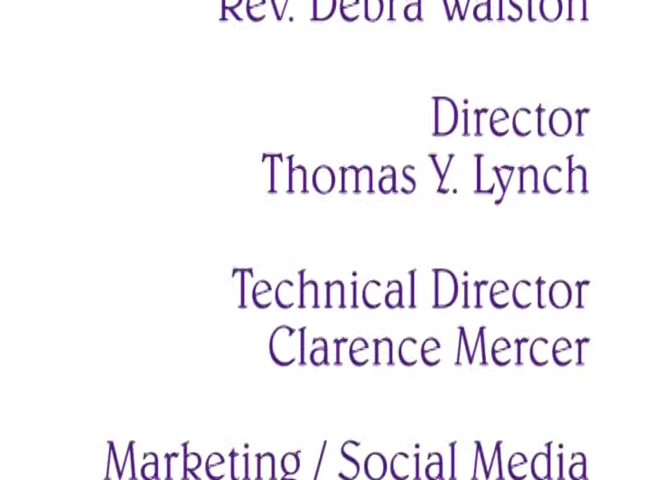 Rev. Debra Walston
Director
Thomas Y. Lynch
Technical Director
Clarence Mercer
Marketing / Social Media